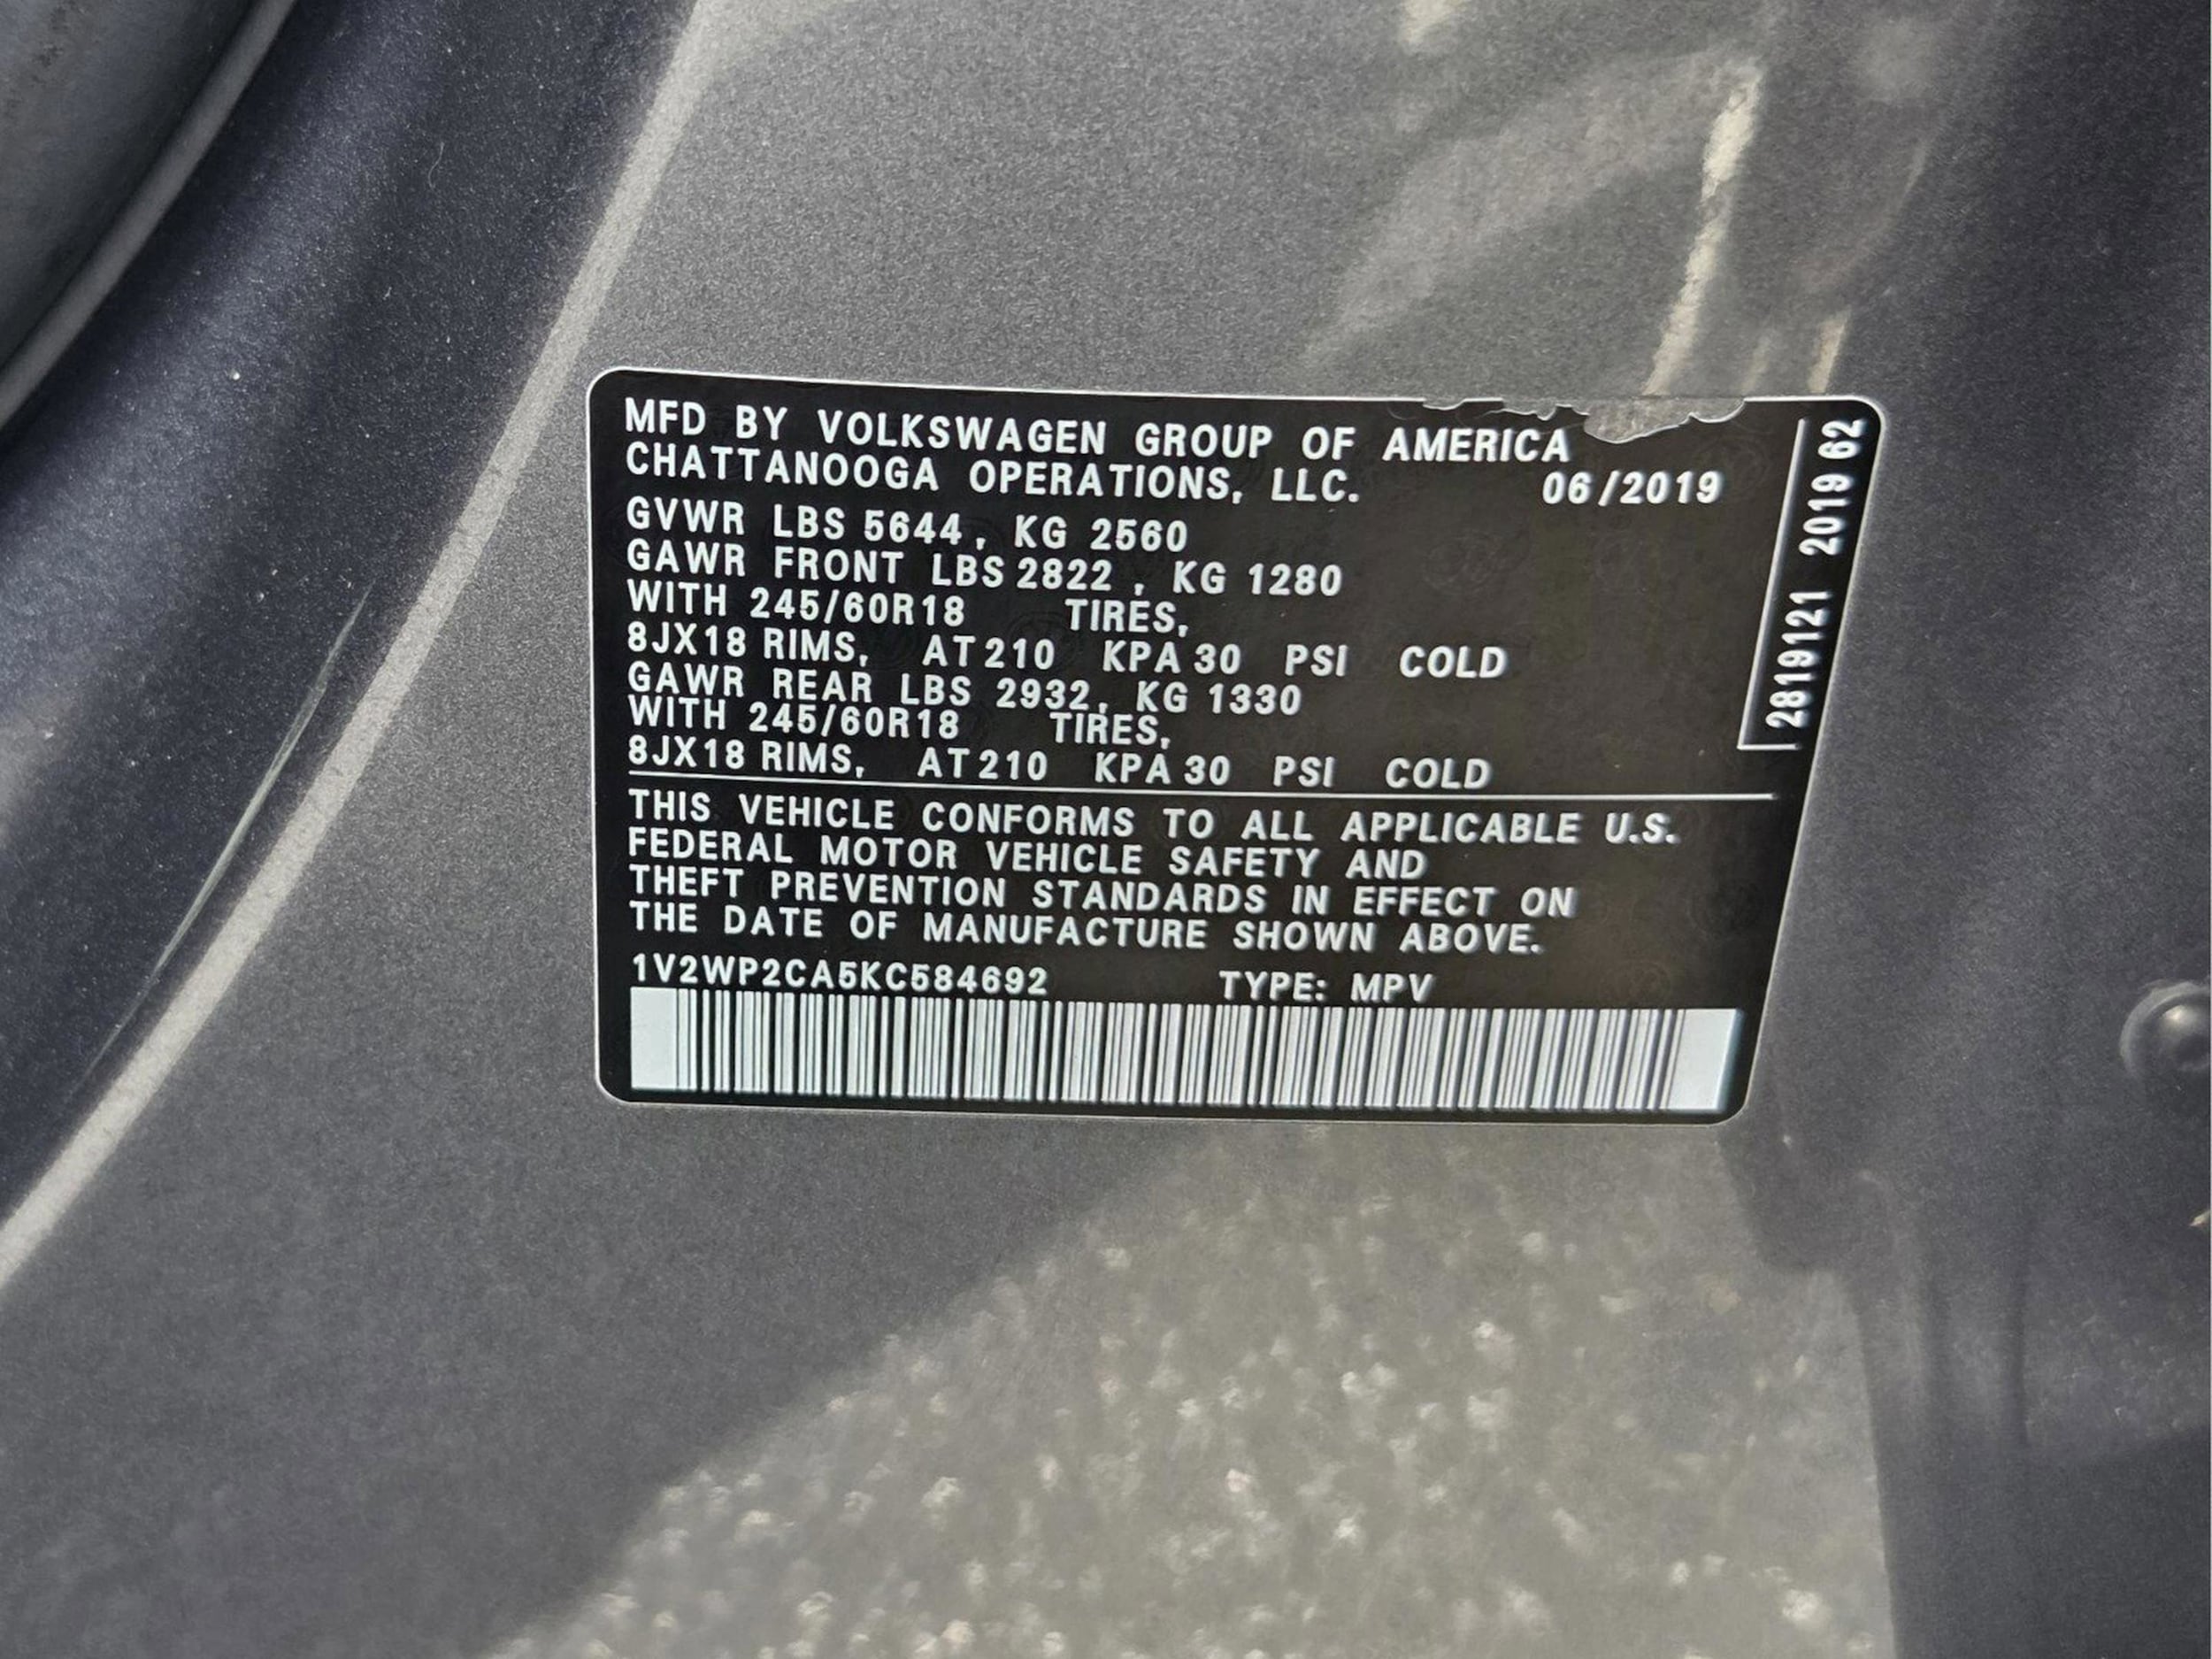 MFD BY VOLKSWAGEN GROUP OF AMERICA
CHATTANOOGA OPERATIONS, LLC. 06/2019
GVWR LBS 5644, KG 2560
GAWR FRONT LBS 2822 , KG 1280
WITH 245/60R18 TIRES,
8JX18 RIMS, AT 210 KPA 30 PSI COLD
GAWR REAR LBS 2932, KG 1330
WITH 245/60R18 TIRES,
8JX18 RIMS, AT 210 KPA 30 PSI COLD
THIS VEHICLE CONFORMS TO ALL APPLICABLE U.S.
FEDERAL MOTOR VEHICLE SAFETY AND
THEFT PREVENTION STANDARDS IN EFFECT ON
THE DATE OF MANUFACTURE SHOWN ABOVE.
1V2WP2CA5KC584692 TYPE: MPV
2819121 2019 62